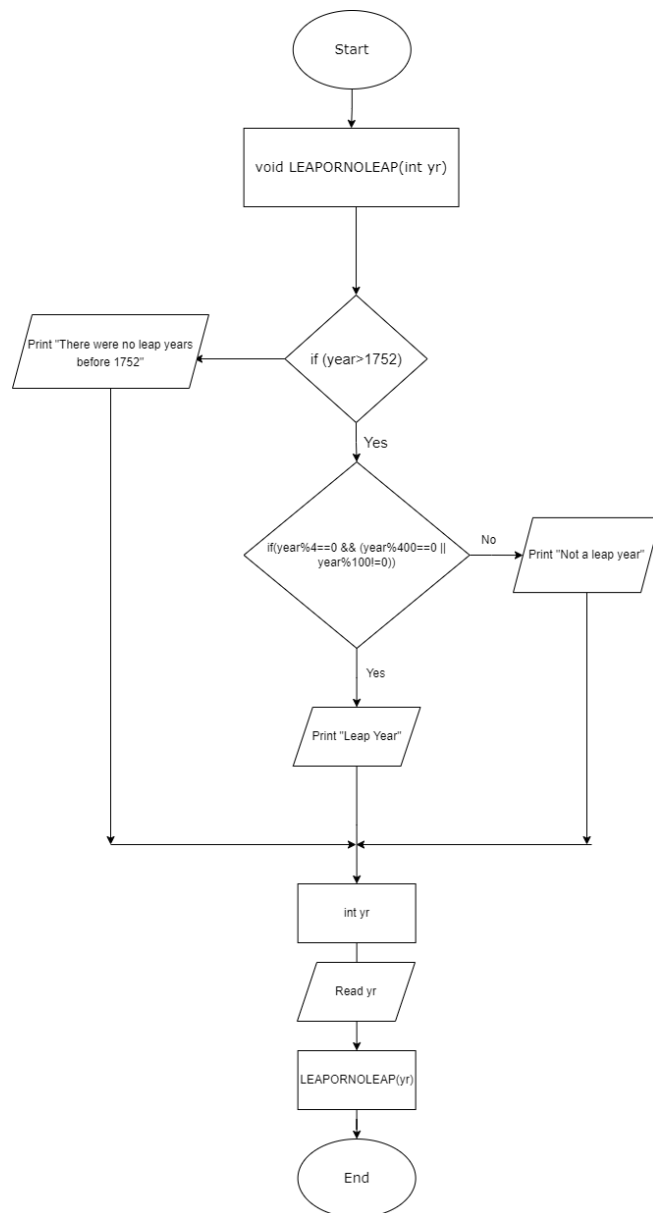 Start
void LEAPORNOLEAP(int yr)
if (year>1752)
Print "There were no leap years
before 1752"
Yes
if(year%4==0 && (year%400==0 ||
year%100!=0))
No
Print "Not a leap year"
Yes
Print "Leap Year"
int yr
Read yr
LEAPORNOLEAP(yr)
End